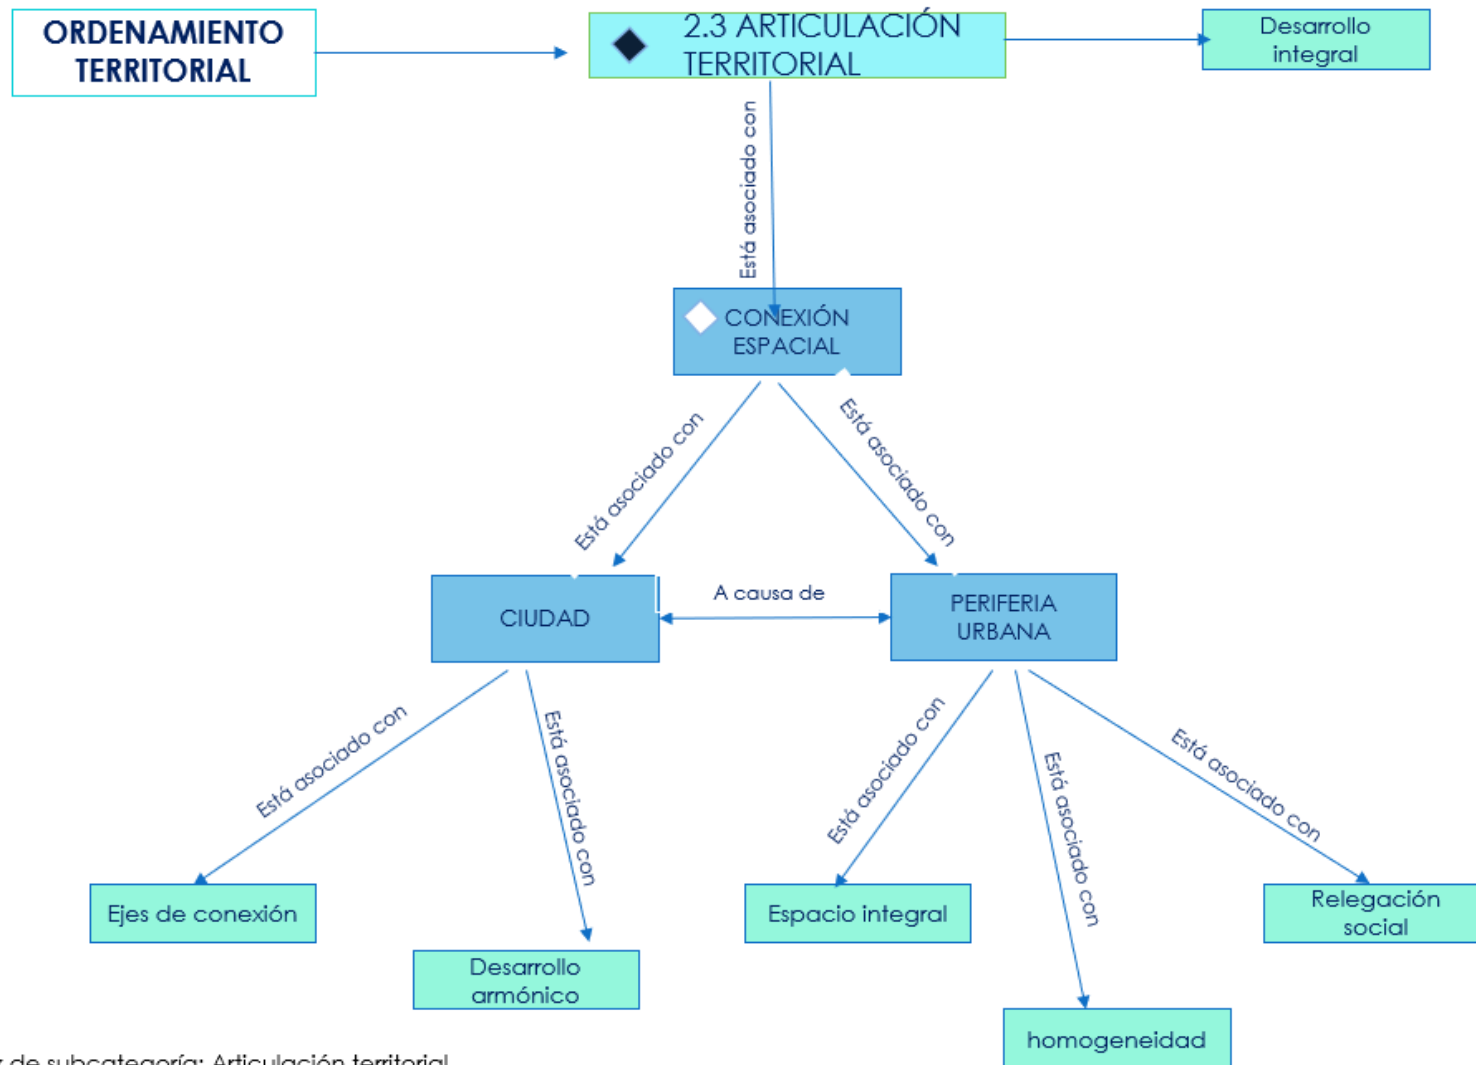 ORDENAMIENTO
TERRITORIAL
2.3 ARTICULACIÓN
TERRITORIAL
Desarrollo
integral
Está asociado con
CONEXIÓN
ESPACIAL
Está asociado con
Está asociado con
CIUDAD
A causa de
PERIFERIA
URBANA
Está asociado con
Está asociado con
Está asociado con
Está asociado con
Está asociado con
Ejes de conexión
Desarrollo
armónico
Espacio integral
homogeneidad
Relegación
social
de subcategoría: Articulación territorial